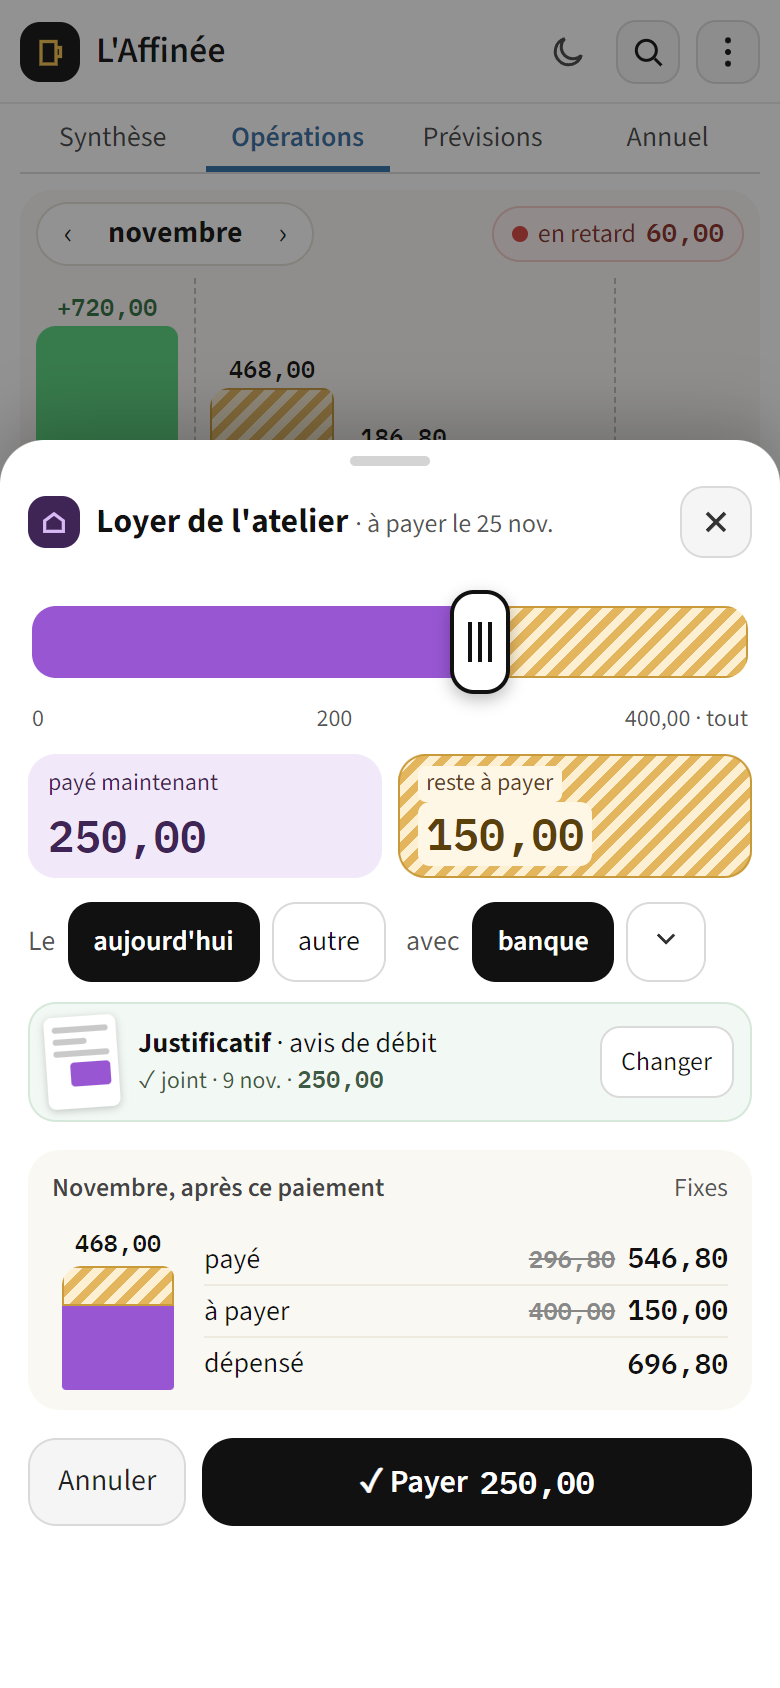 L'Affinée
Synthèse Opérations Prévisions Annuel
‹ novembre › en retard 60,00
+720,00
468,00
186,80
Loyer de l'atelier · à payer le 25 nov.
0 200 400,00 · tout
payé maintenant reste à payer
250,00 150,00
Le aujourd'hui autre avec banque
Justificatif · avis de débit
✓ joint · 9 nov. · 250,00
Changer
Novembre, après ce paiement Fixes
468,00
payé 296,80 546,80
à payer 400,00 150,00
dépensé 696,80
Annuler ✓ Payer 250,00